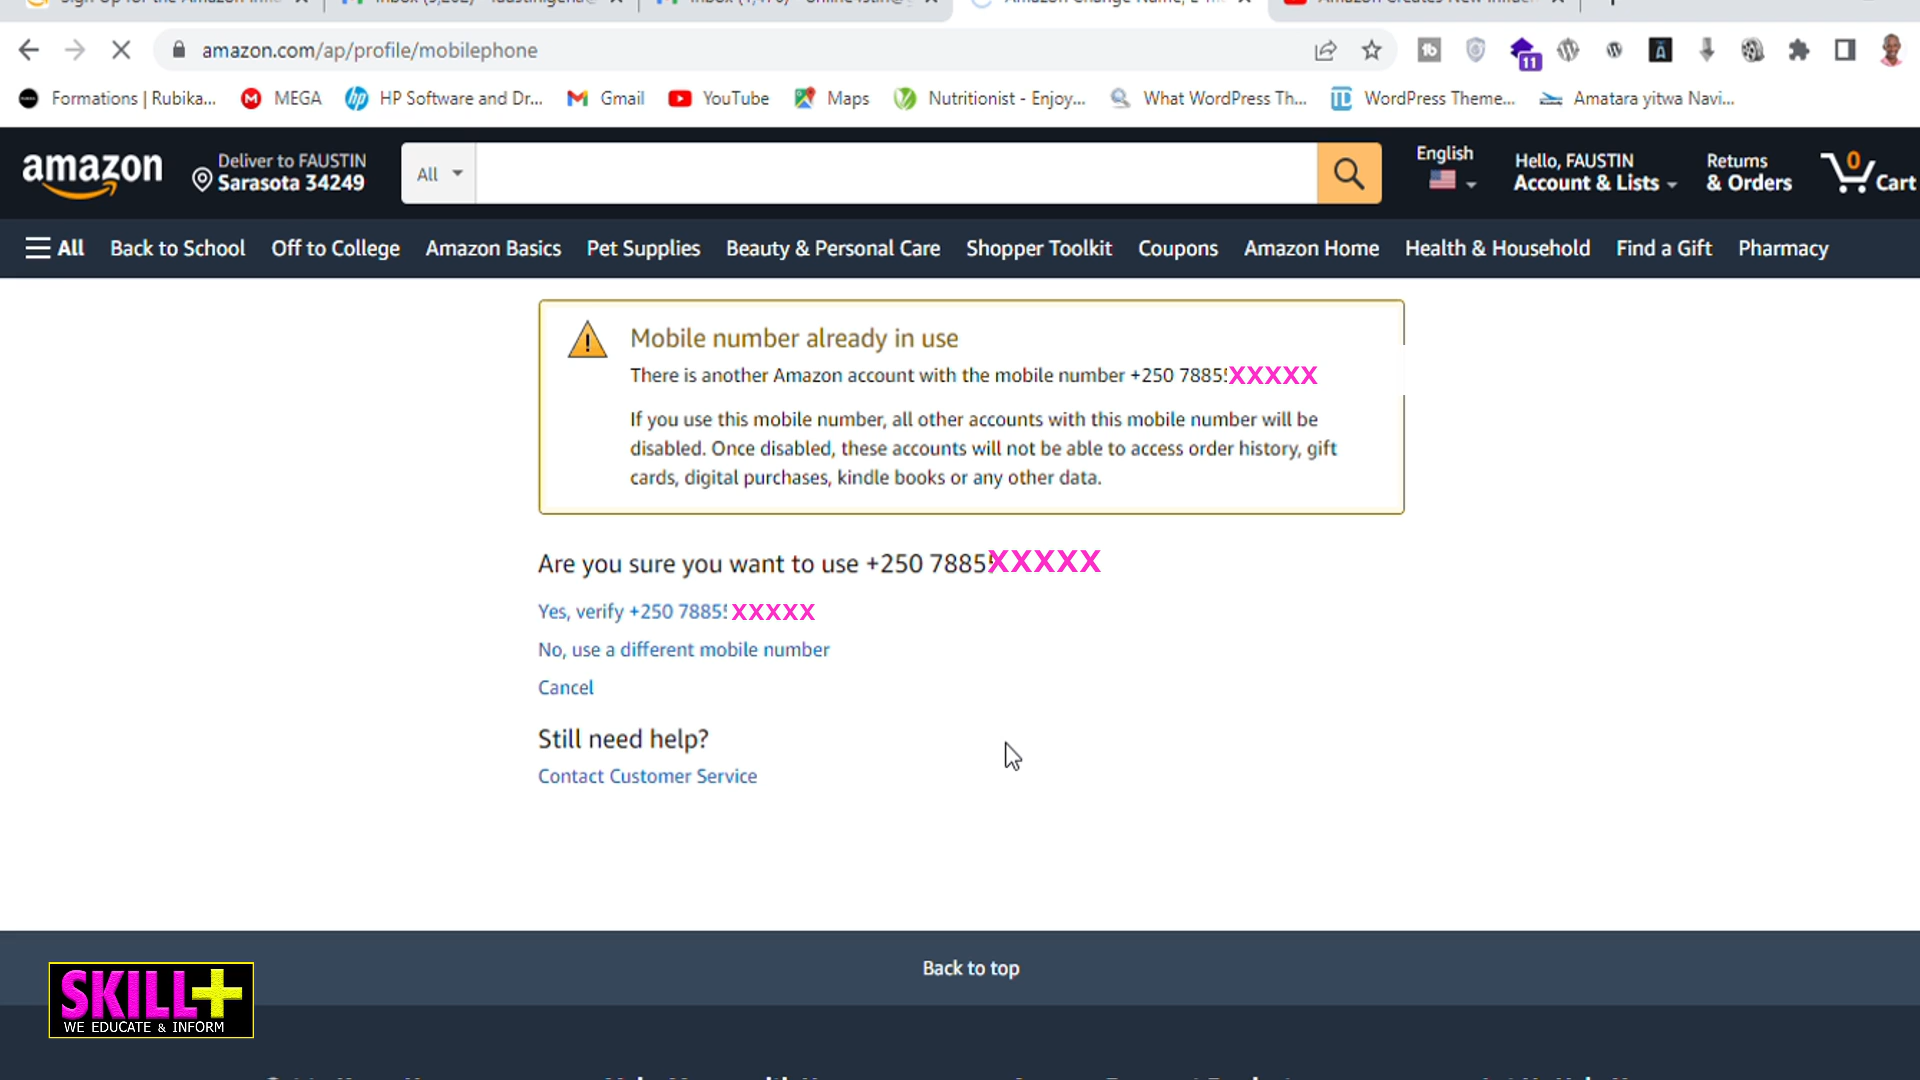 amazon.com/ap/profile/mobilephone
11
Formations | Rubika... MEGA HP Software and Dr... Gmail YouTube Maps Nutritionist - Enjoy... What WordPress Th... WordPress Theme... Amatara yitwa Navi...
amazon
Deliver to FAUSTIN
Sarasota 34249
All
English
Hello, FAUSTIN
Account & Lists
Returns
& Orders
0
Cart
All Back to School Off to College Amazon Basics Pet Supplies Beauty & Personal Care Shopper Toolkit Coupons Amazon Home Health & Household Find a Gift Pharmacy
Mobile number already in use
There is another Amazon account with the mobile number +250 7885XXXXX
If you use this mobile number, all other accounts with this mobile number will be
disabled. Once disabled, these accounts will not be able to access order history, gift
cards, digital purchases, kindle books or any other data.
Are you sure you want to use +250 7885XXXXX
Yes, verify +250 7885XXXXX
No, use a different mobile number
Cancel
Still need help?
Contact Customer Service
Back to top
SKILL+
WE EDUCATE & INFORM